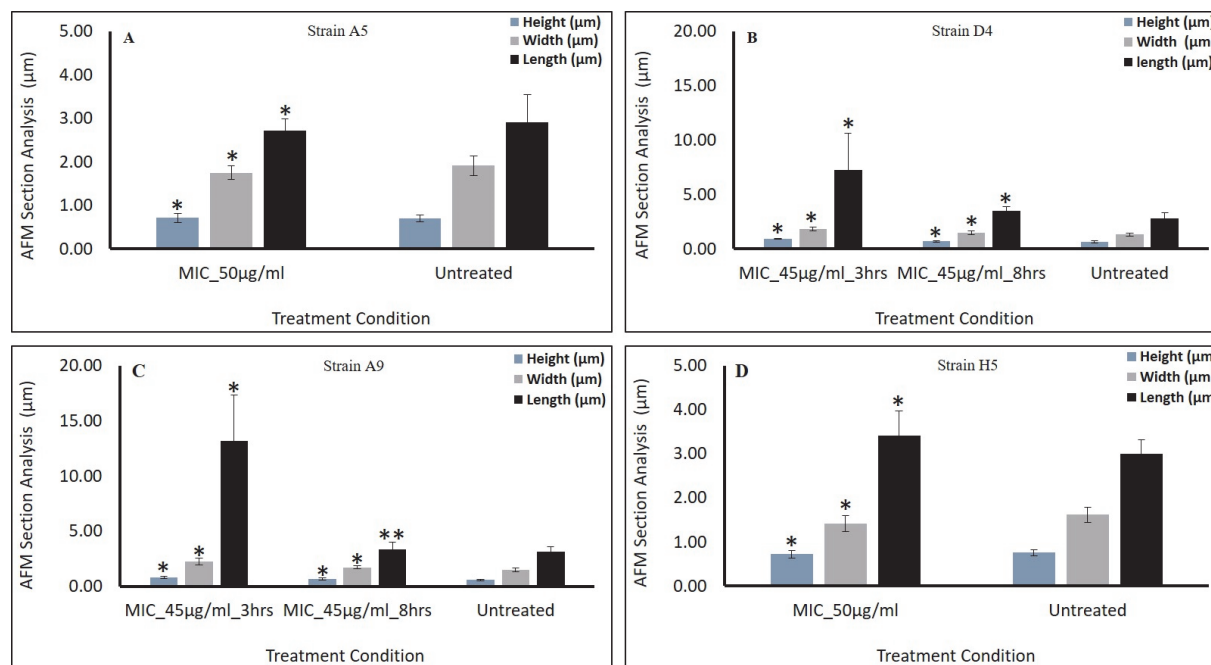 A
Strain A5
Height (µm)
Width (µm)
Length (µm)
AFM Section Analysis (µm)
5.00
4.00
3.00
2.00
1.00
0.00
*
*
*
MIC_50µg/ml
Untreated
Treatment Condition
B
Strain D4
Height (µm)
Width (µm)
length (µm)
AFM Section Analysis (µm)
20.00
15.00
10.00
5.00
0.00
*
*
*
*
*
*
MIC_45µg/ml_3hrs
MIC_45µg/ml_8hrs
Untreated
Treatment Condition
C
Strain A9
Height (µm)
Width (µm)
Length (µm)
AFM Section Analysis (µm)
20.00
15.00
10.00
5.00
0.00
*
*
*
*
*
**
MIC_45µg/ml_3hrs
MIC_45µg/ml_8hrs
Untreated
Treatment Condition
D
Strain H5
Height (µm)
Width (µm)
Length (µm)
AFM Section Analysis (µm)
5.00
4.00
3.00
2.00
1.00
0.00
*
*
*
MIC_50µg/ml
Untreated
Treatment Condition